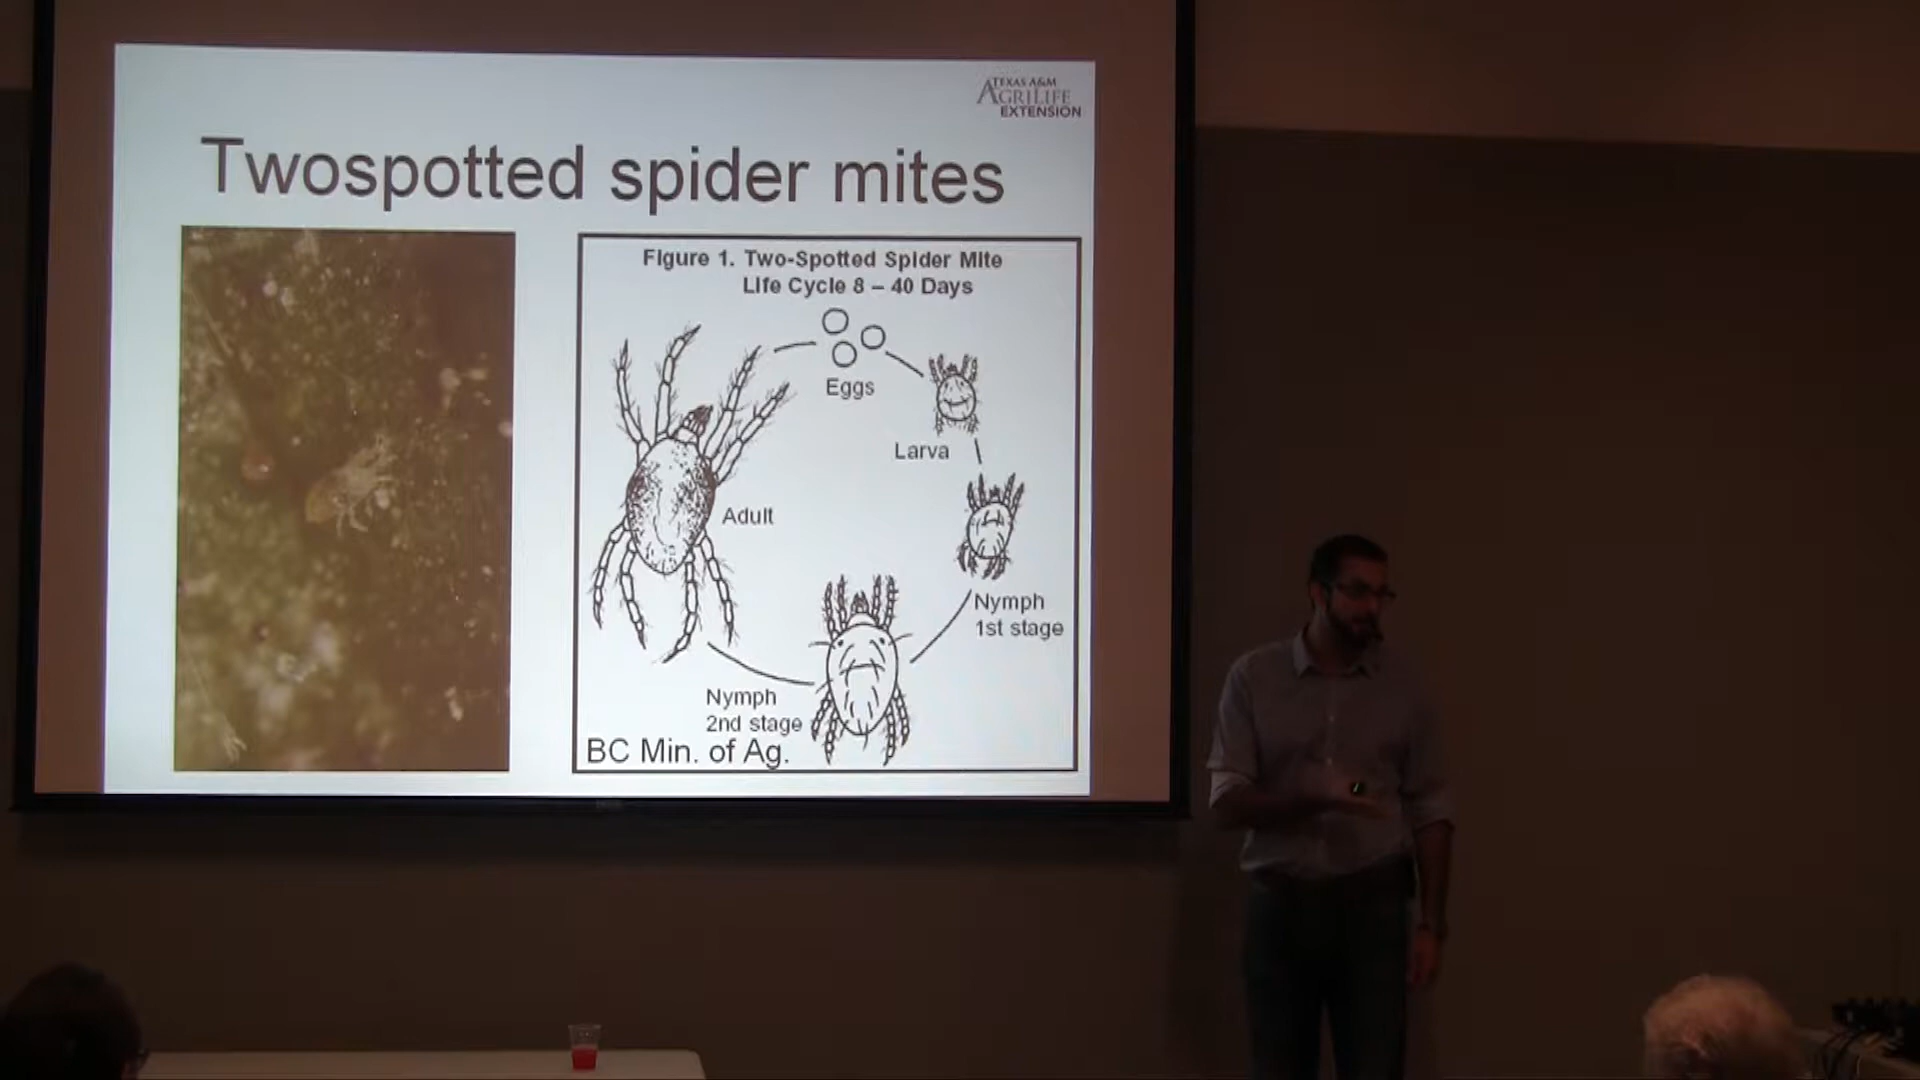 TEXAS A&M
AGRILIFE
EXTENSION
Twospotted spider mites
Figure 1. Two-Spotted Spider Mite
Life Cycle 8 – 40 Days
Eggs
Larva
Adult
Nymph
1st stage
Nymph
2nd stage
BC Min. of Ag.